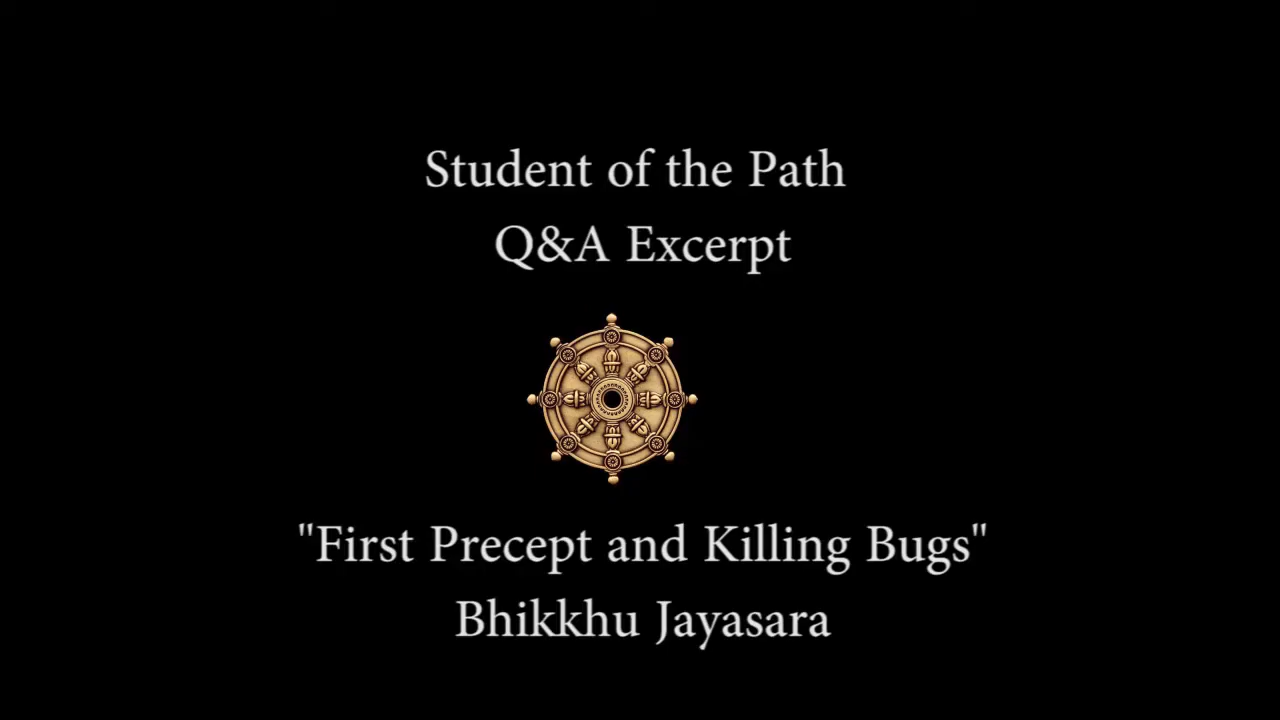 Student of the Path
Q&A Excerpt
"First Precept and Killing Bugs"
Bhikkhu Jayasara